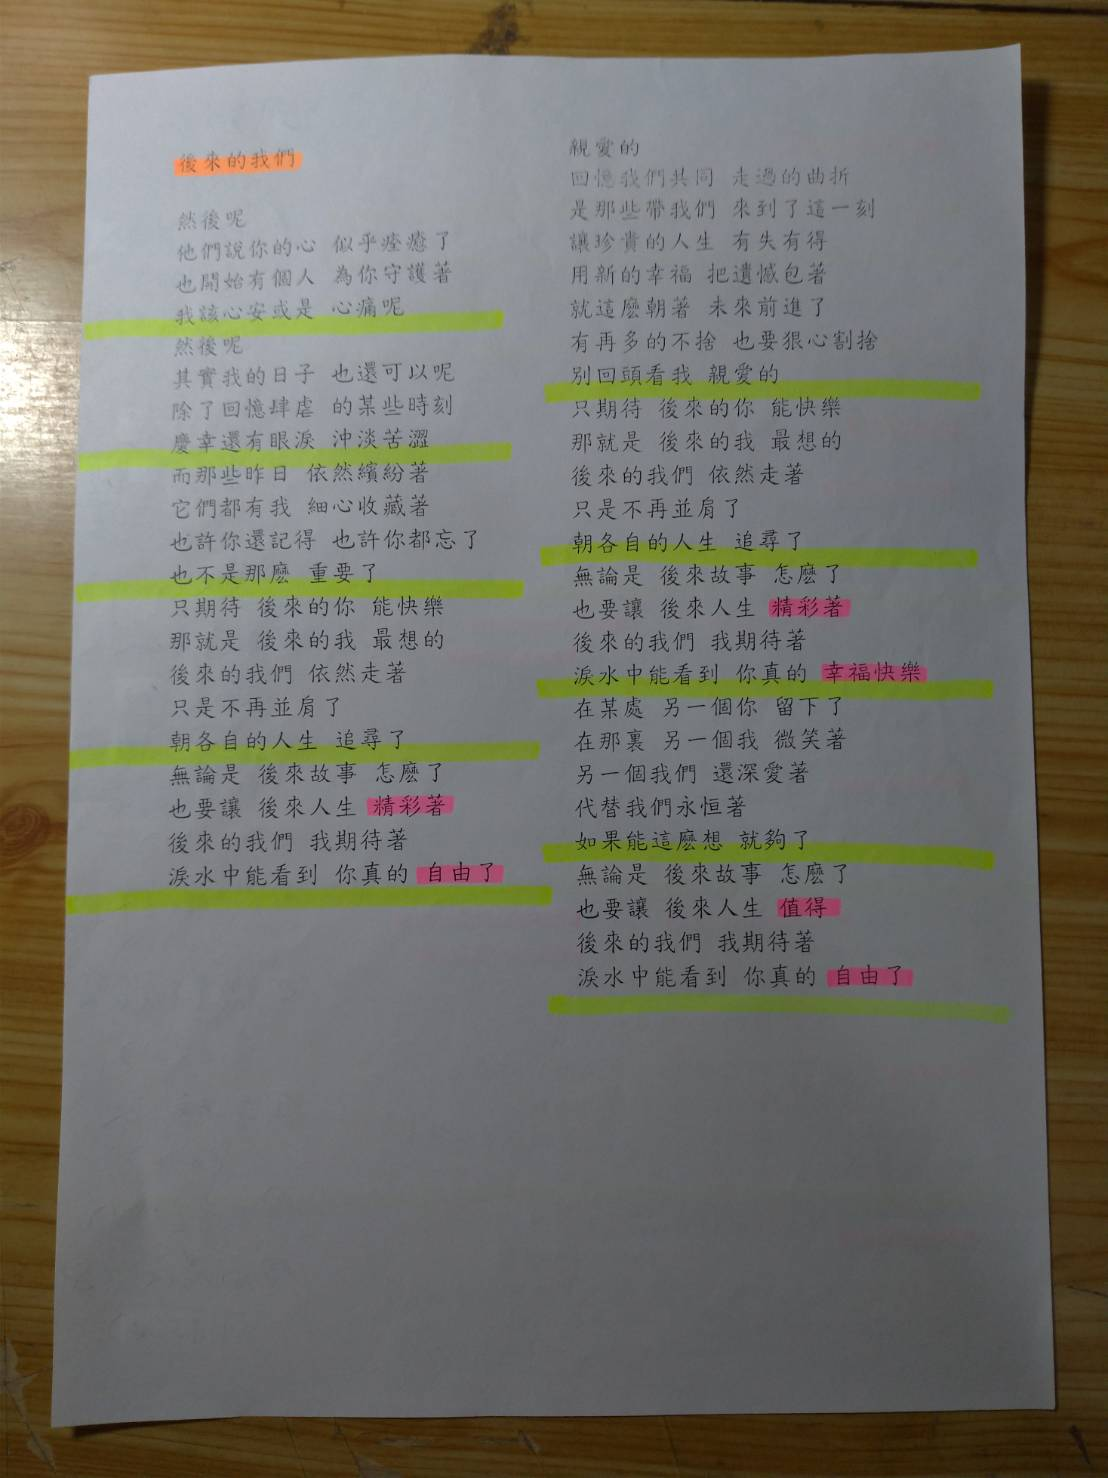 後來的我們
然後呢
他們說你的心 似乎痊癒了
也開始有個人 為你守護著
我該心安或是 心痛呢
然後呢
其實我的日子 也還可以呢
除了回憶肆虐 的某些時刻
慶幸還有眼淚 沖淡苦澀
而那些昨日 依然繽紛著
它們都有我 細心收藏著
也許你還記得 也許你都忘了
也不是那麼 重要了
只期待 後來的你 能快樂
那就是 後來的我 最想的
後來的我們 依然走著
只是不再並肩了
朝各自的人生 追尋了
無論是 後來故事 怎麼了
也要讓 後來人生 精彩著
後來的我們 我期待著
淚水中能看到 你真的 自由了
親愛的
回憶我們共同 走過的曲折
是那些帶我們 來到了這一刻
讓珍貴的人生 有失有得
用新的幸福 把遺憾包著
就這麼朝著 未來前進了
有再多的不捨 也要狠心割捨
別回頭看我 親愛的
只期待 後來的你 能快樂
那就是 後來的我 最想的
後來的我們 依然走著
只是不再並肩了
朝各自的人生 追尋了
無論是 後來故事 怎麼了
也要讓 後來人生 精彩著
後來的我們 我期待著
淚水中能看到 你真的 幸福快樂
在某處 另一個你 留下了
在那裏 另一個我 微笑著
另一個我們 還深愛著
代替我們永恒著
如果能這麼想 就夠了
無論是 後來故事 怎麼了
也要讓 後來人生 值得
後來的我們 我期待著
淚水中能看到 你真的 自由了